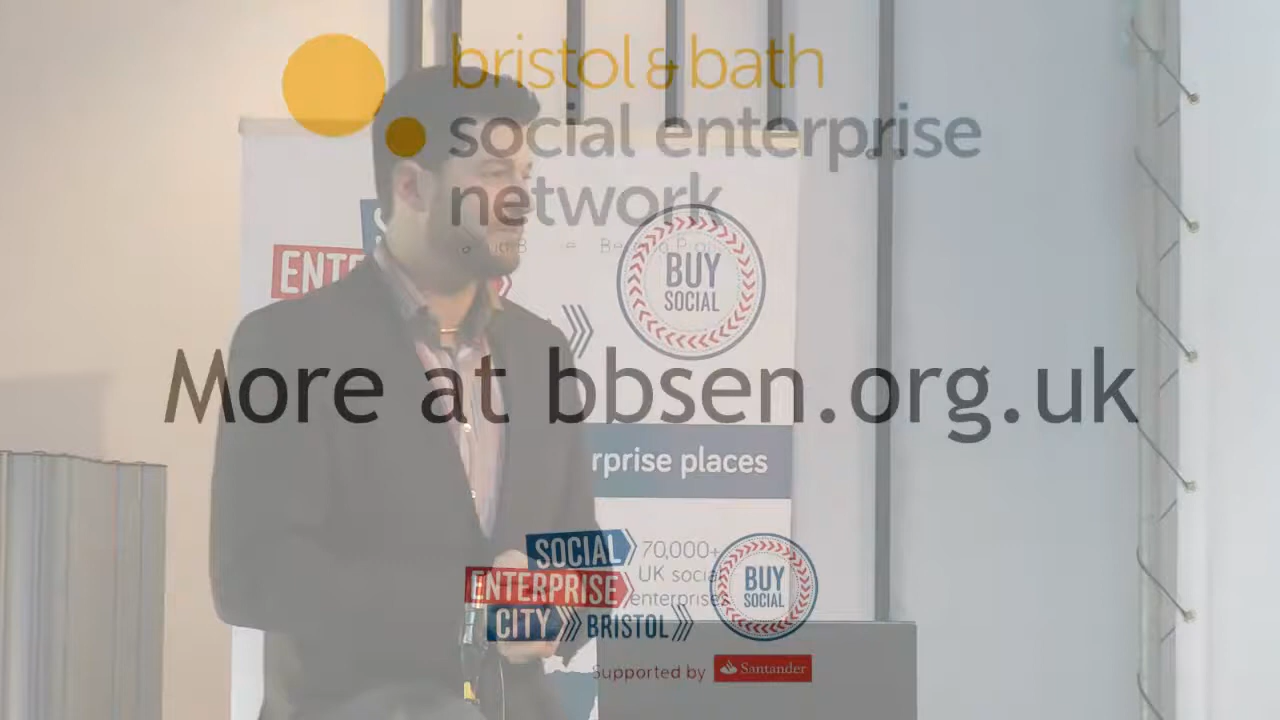 bristol & bath
social enterprise
network
ENTE
BUY
SOCIAL
More at bbsen.org.uk
rprise places
SOCIAL
ENTERPRISE
CITY
BRISTOL
70,000+
UK social
enterprises
BUY
SOCIAL
Supported by Santander